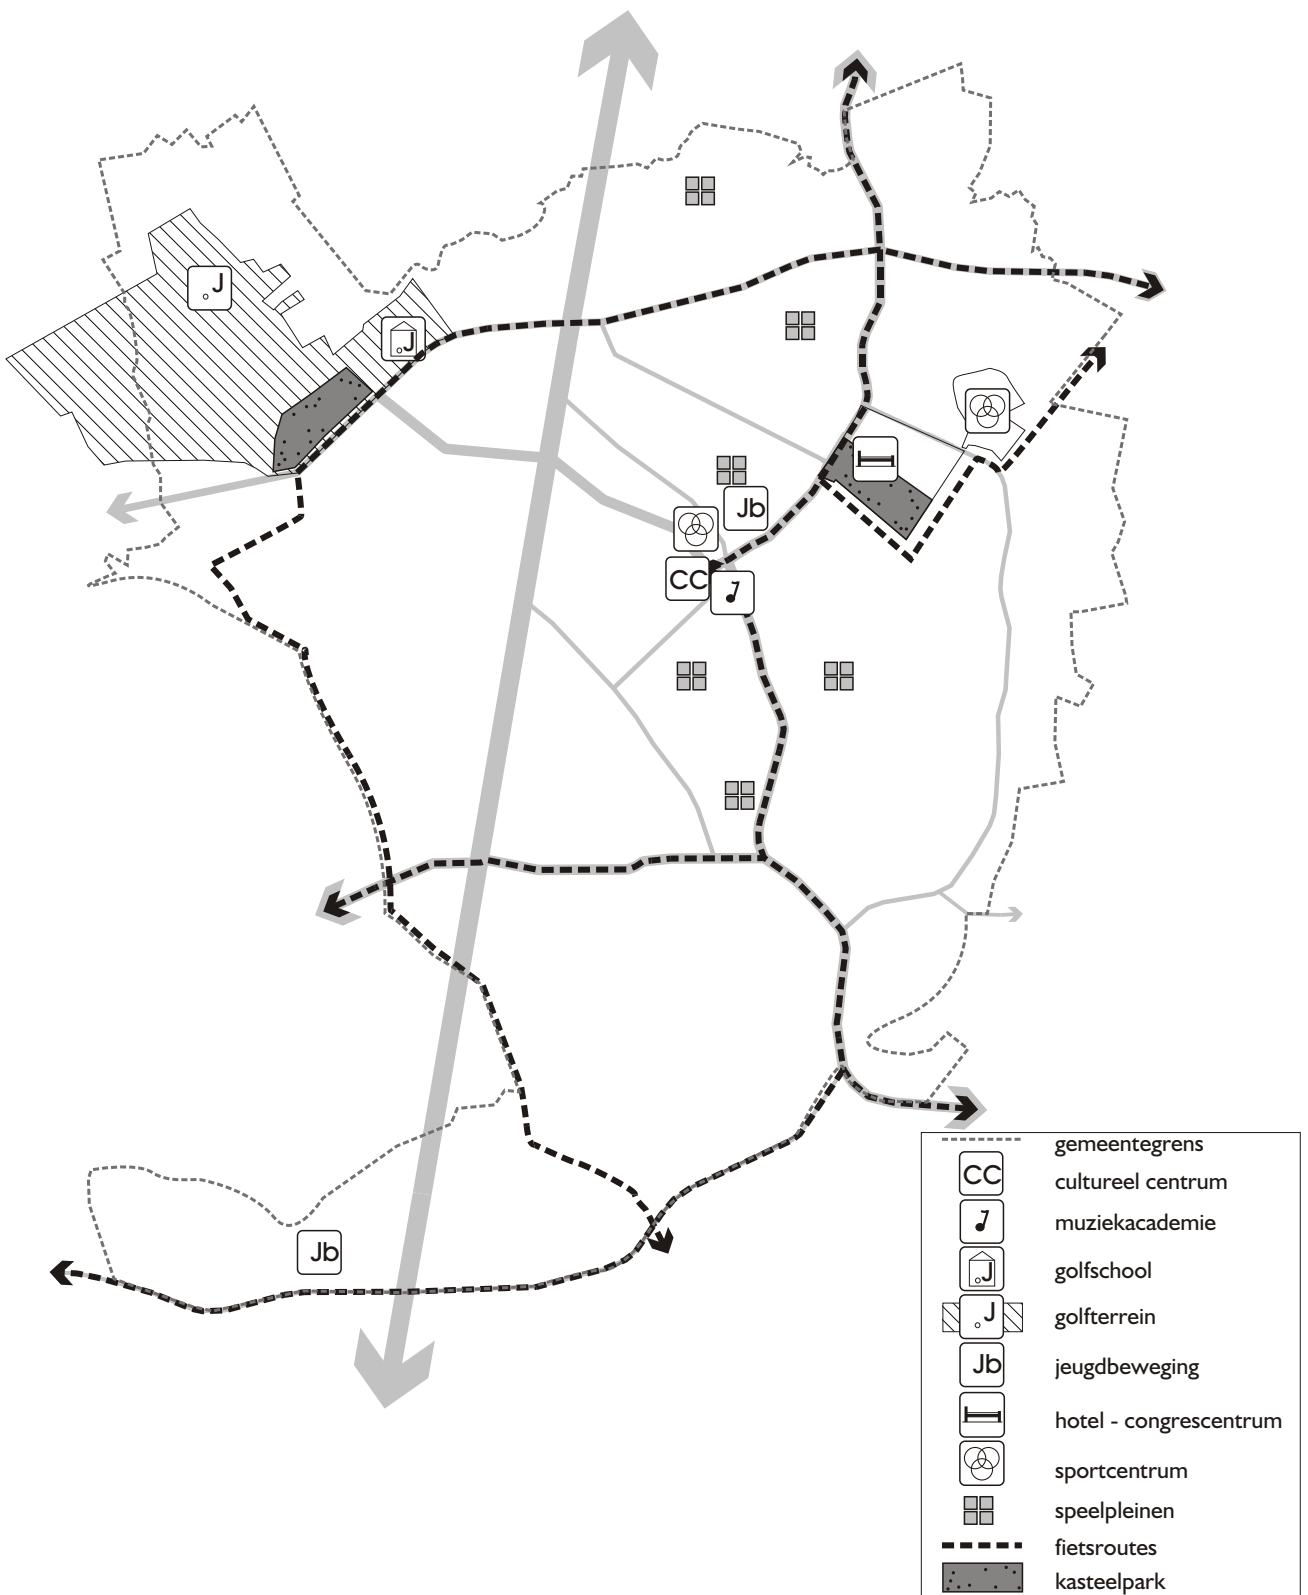 J
J
Jb
CC
Jb
gemeentegrens
CC cultureel centrum
muziekacademie
J golfschool
J golfterrein
Jb jeugdbeweging
hotel - congrescentrum
sportcentrum
speelpleinen
fietsroutes
kasteelpark